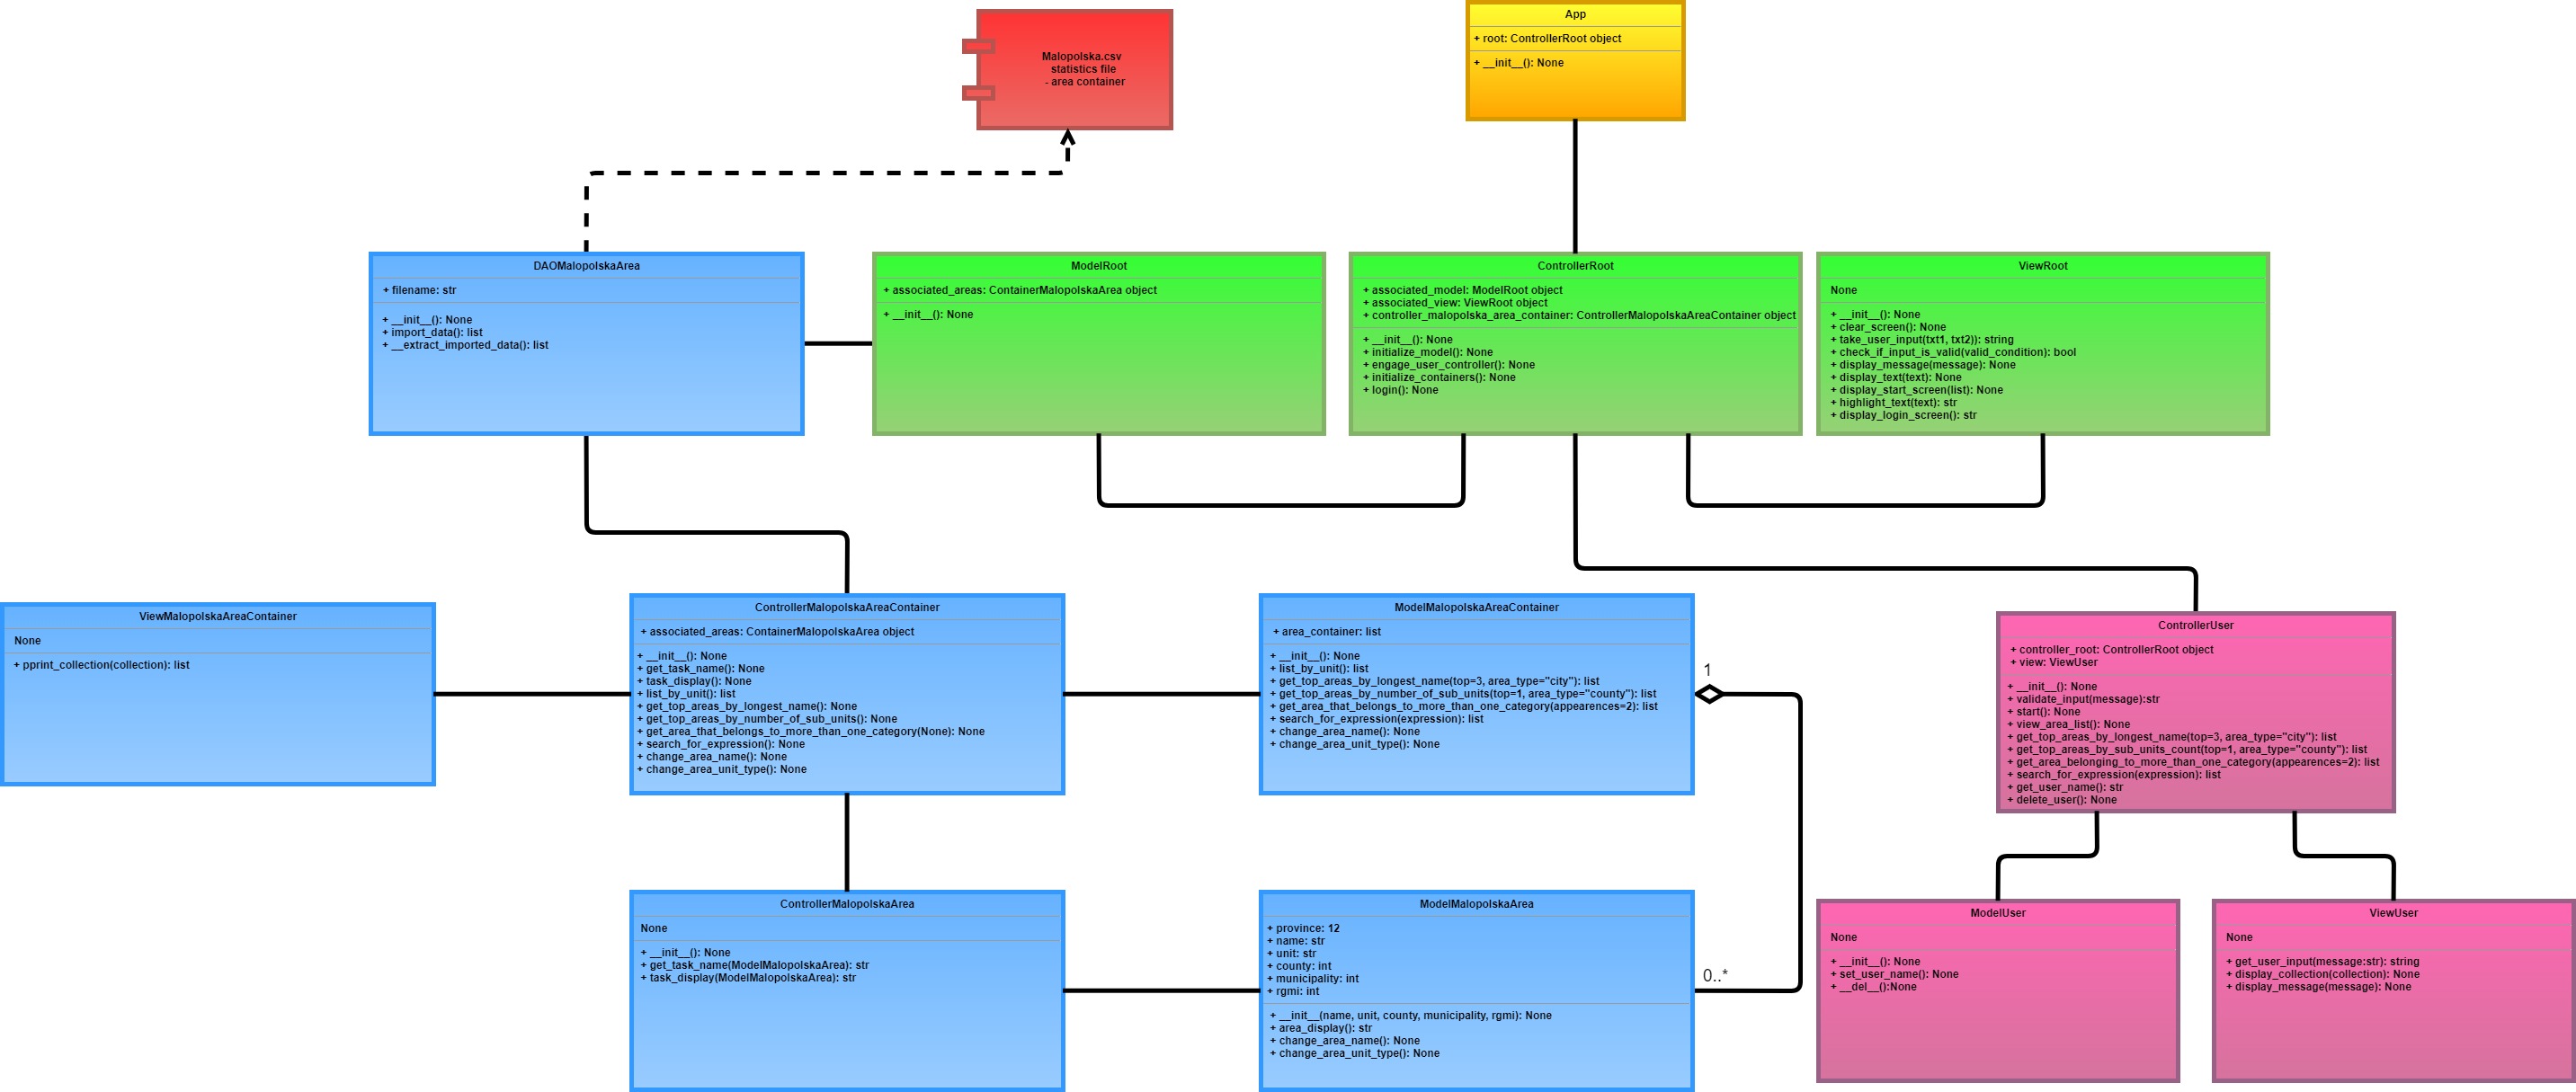 Malopolska.csv
statistics file
- area container
App
+ root: ControllerRoot object
+ __init__(): None
DAOMalopolskaArea
+ filename: str
+ __init__(): None
+ import_data(): list
+ __extract_imported_data(): list
ModelRoot
+ associated_areas: ContainerMalopolskaArea object
+ __init__(): None
ControllerRoot
+ associated_model: ModelRoot object
+ associated_view: ViewRoot object
+ controller_malopolska_area_container: ControllerMalopolskaAreaContainer object
+ __init__(): None
+ initialize_model(): None
+ engage_user_controller(): None
+ initialize_containers(): None
+ login(): None
ViewRoot
None
+ __init__(): None
+ clear_screen(): None
+ take_user_input(txt1, txt2)): string
+ check_if_input_is_valid(valid_condition): bool
+ display_message(message): None
+ display_text(text): None
+ display_start_screen(list): None
+ highlight_text(text): str
+ display_login_screen(): str
ViewMalopolskaAreaContainer
None
+ pprint_collection(collection): list
ControllerMalopolskaAreaContainer
+ associated_areas: ContainerMalopolskaArea object
+ __init__(): None
+ get_task_name(): None
+ task_display(): None
+ list_by_unit(): list
+ get_top_areas_by_longest_name(): None
+ get_top_areas_by_number_of_sub_units(): None
+ get_area_that_belongs_to_more_than_one_category(None): None
+ search_for_expression(): None
+ change_area_name(): None
+ change_area_unit_type(): None
ModelMalopolskaAreaContainer
+ area_container: list
+ __init__(): None
+ list_by_unit(): list
+ get_top_areas_by_longest_name(top=3, area_type="city"): list
+ get_top_areas_by_number_of_sub_units(top=1, area_type="county"): list
+ get_area_that_belongs_to_more_than_one_category(appearences=2): list
+ search_for_expression(expression): list
+ change_area_name(): None
+ change_area_unit_type(): None
1
ControllerUser
+ controller_root: ControllerRoot object
+ view: ViewUser
+ __init__(): None
+ validate_input(message):str
+ start(): None
+ view_area_list(): None
+ get_top_areas_by_longest_name(top=3, area_type="city"): list
+ get_top_areas_by_sub_units_count(top=1, area_type="county"): list
+ get_area_belonging_to_more_than_one_category(appearences=2): list
+ search_for_expression(expression): list
+ get_user_name(): str
+ delete_user(): None
ControllerMalopolskaArea
None
+ __init__(): None
+ get_task_name(ModelMalopolskaArea): str
+ task_display(ModelMalopolskaArea): str
ModelMalopolskaArea
+ province: 12
+ name: str
+ unit: str
+ county: int
+ municipality: int
+ rgmi: int
+ __init__(name, unit, county, municipality, rgmi): None
+ area_display(): str
+ change_area_name(): None
+ change_area_unit_type(): None
0..*
ModelUser
None
+ __init__(): None
+ set_user_name(): None
+ __del__():None
ViewUser
None
+ get_user_input(message:str): string
+ display_collection(collection): None
+ display_message(message): None